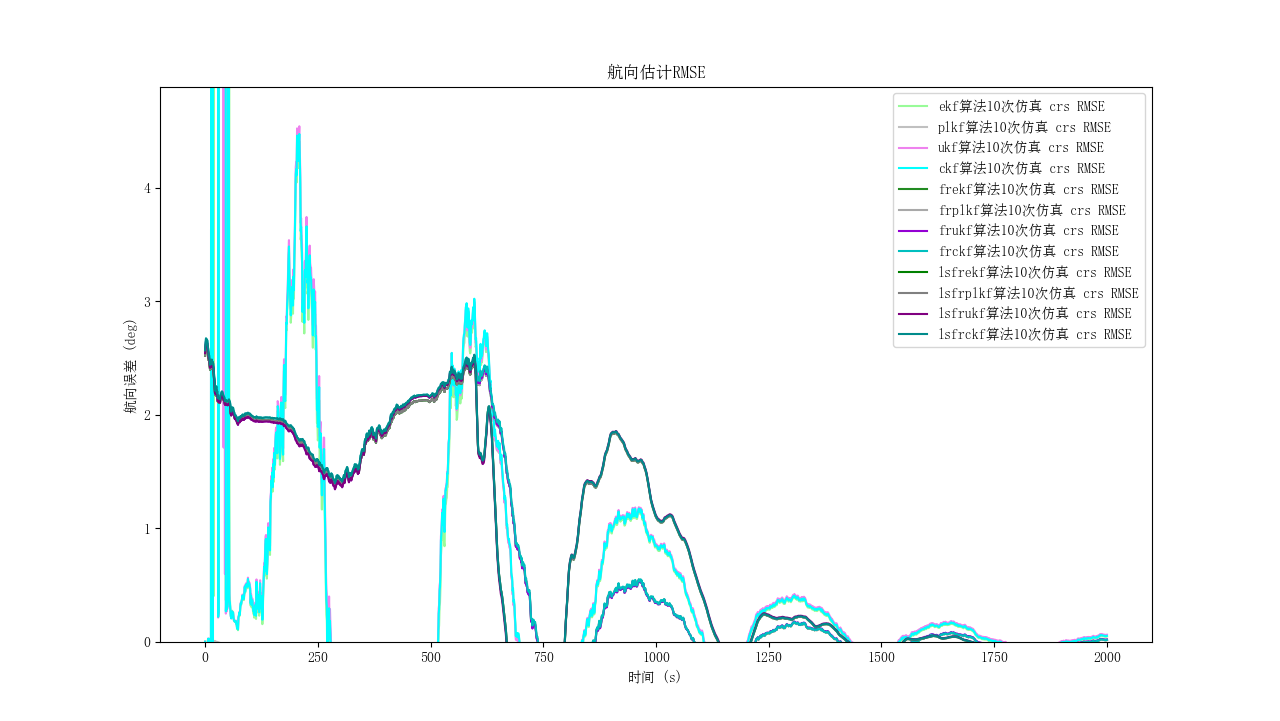 航向估计RMSE
ekf算法10次仿真 crs RMSE
plkf算法10次仿真 crs RMSE
ukf算法10次仿真 crs RMSE
ckf算法10次仿真 crs RMSE
frekf算法10次仿真 crs RMSE
frplkf算法10次仿真 crs RMSE
frukf算法10次仿真 crs RMSE
frckf算法10次仿真 crs RMSE
lsfrekf算法10次仿真 crs RMSE
lsfrplkf算法10次仿真 crs RMSE
lsfrukf算法10次仿真 crs RMSE
lsfrckf算法10次仿真 crs RMSE
航向误差 (deg)
4
3
2
1
0
0 250 500 750 1000 1250 1500 1750 2000
时间 (s)